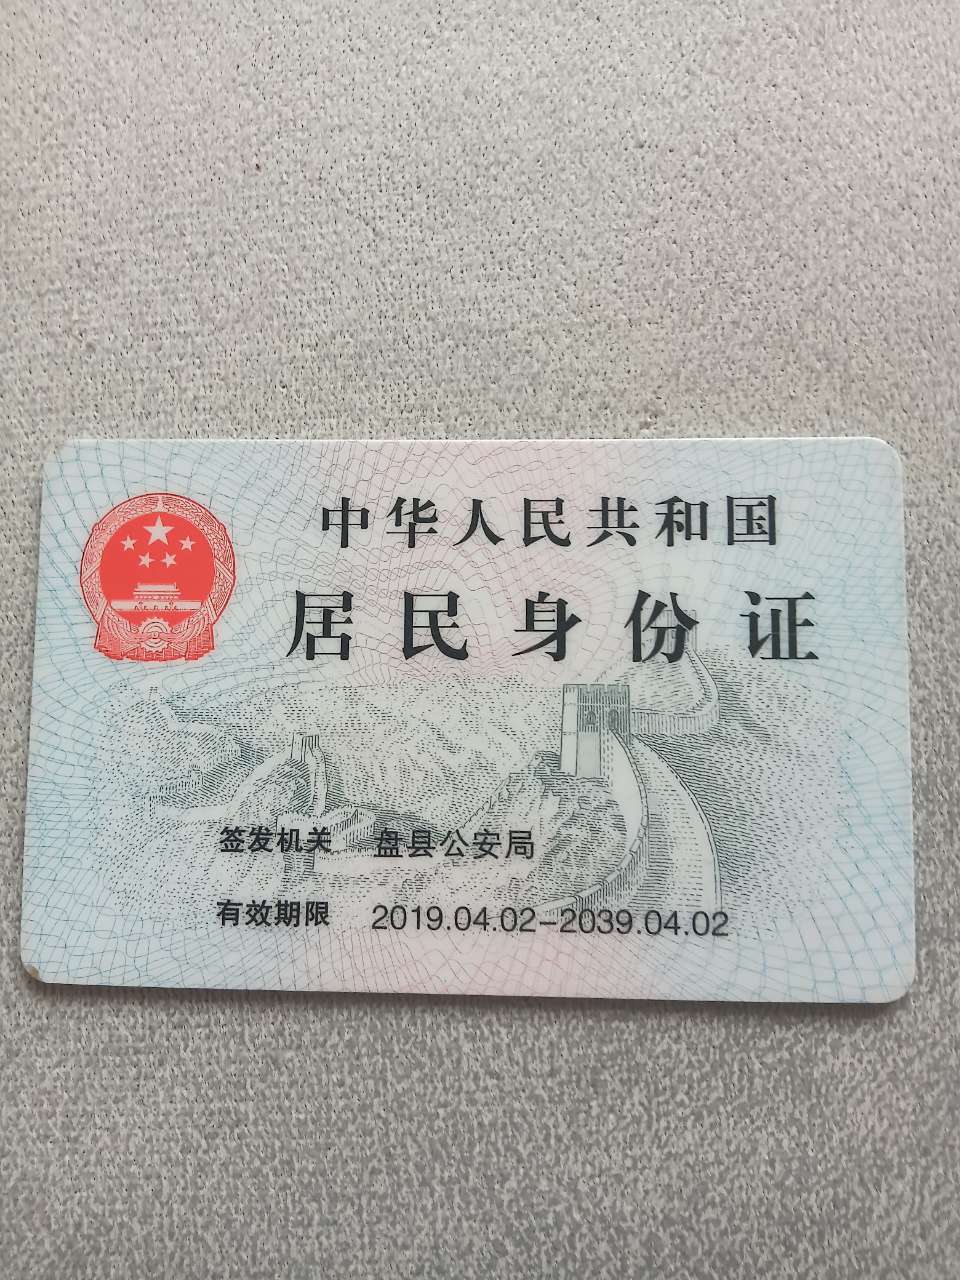 中华人民共和国
居民身份证
签发机关 盘县公安局
有效期限 2019.04.02-2039.04.02